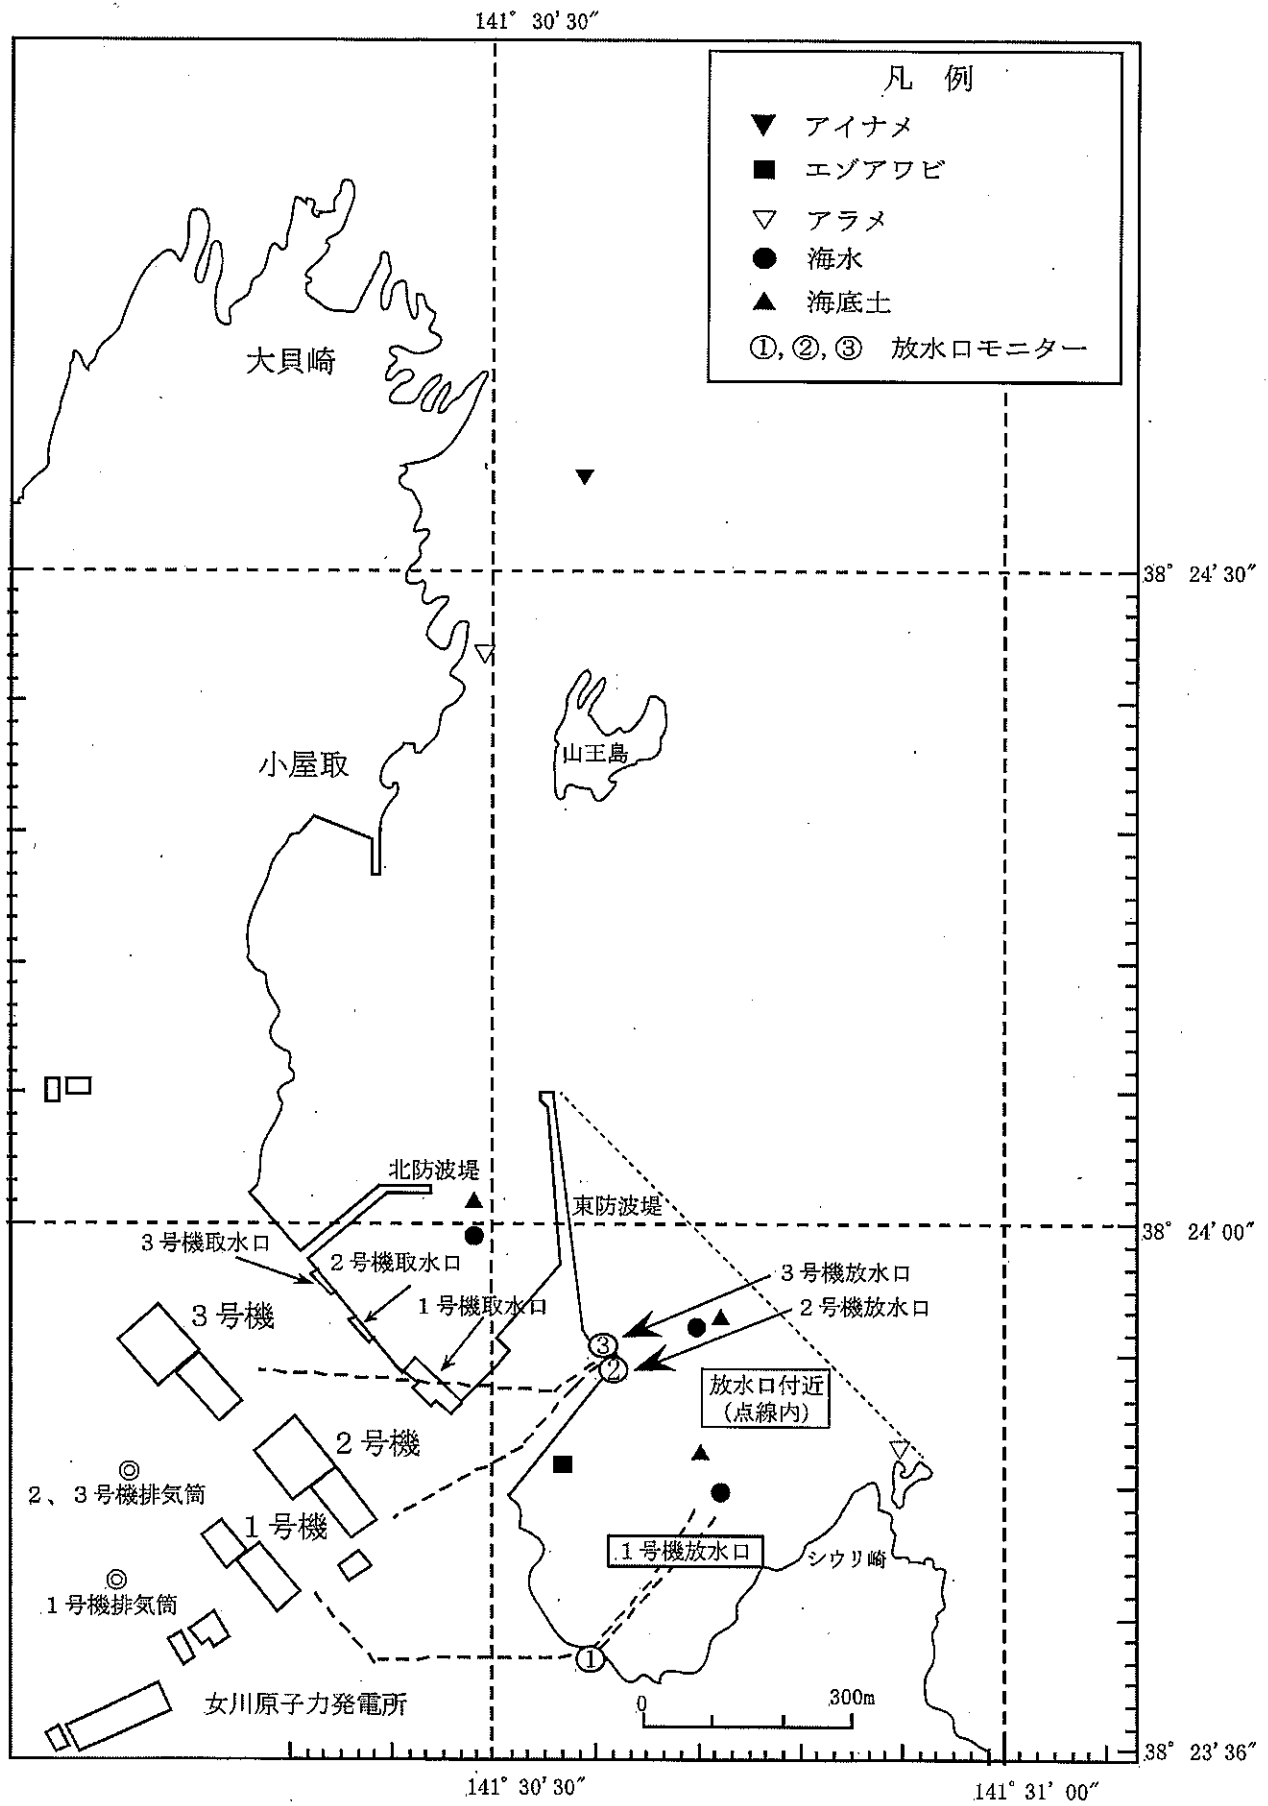 141° 30′30″
凡 例
▼ アイナメ
■ エゾアワビ
▽ アラメ
● 海水
▲ 海底土
①,②,③ 放水口モニター
大貝崎
38° 24′30″
山王島
小屋取
北防波堤
東防波堤
38° 24′00″
3号機取水口
2号機取水口
1号機取水口
3号機放水口
2号機放水口
3号機
③
②
放水口付近
(点線内)
2号機
2、3号機排気筒
1号機
1号機放水口
シウリ崎
1号機排気筒
①
女川原子力発電所
0 300m
38° 23′36″
141° 30′30″
141° 31′00″